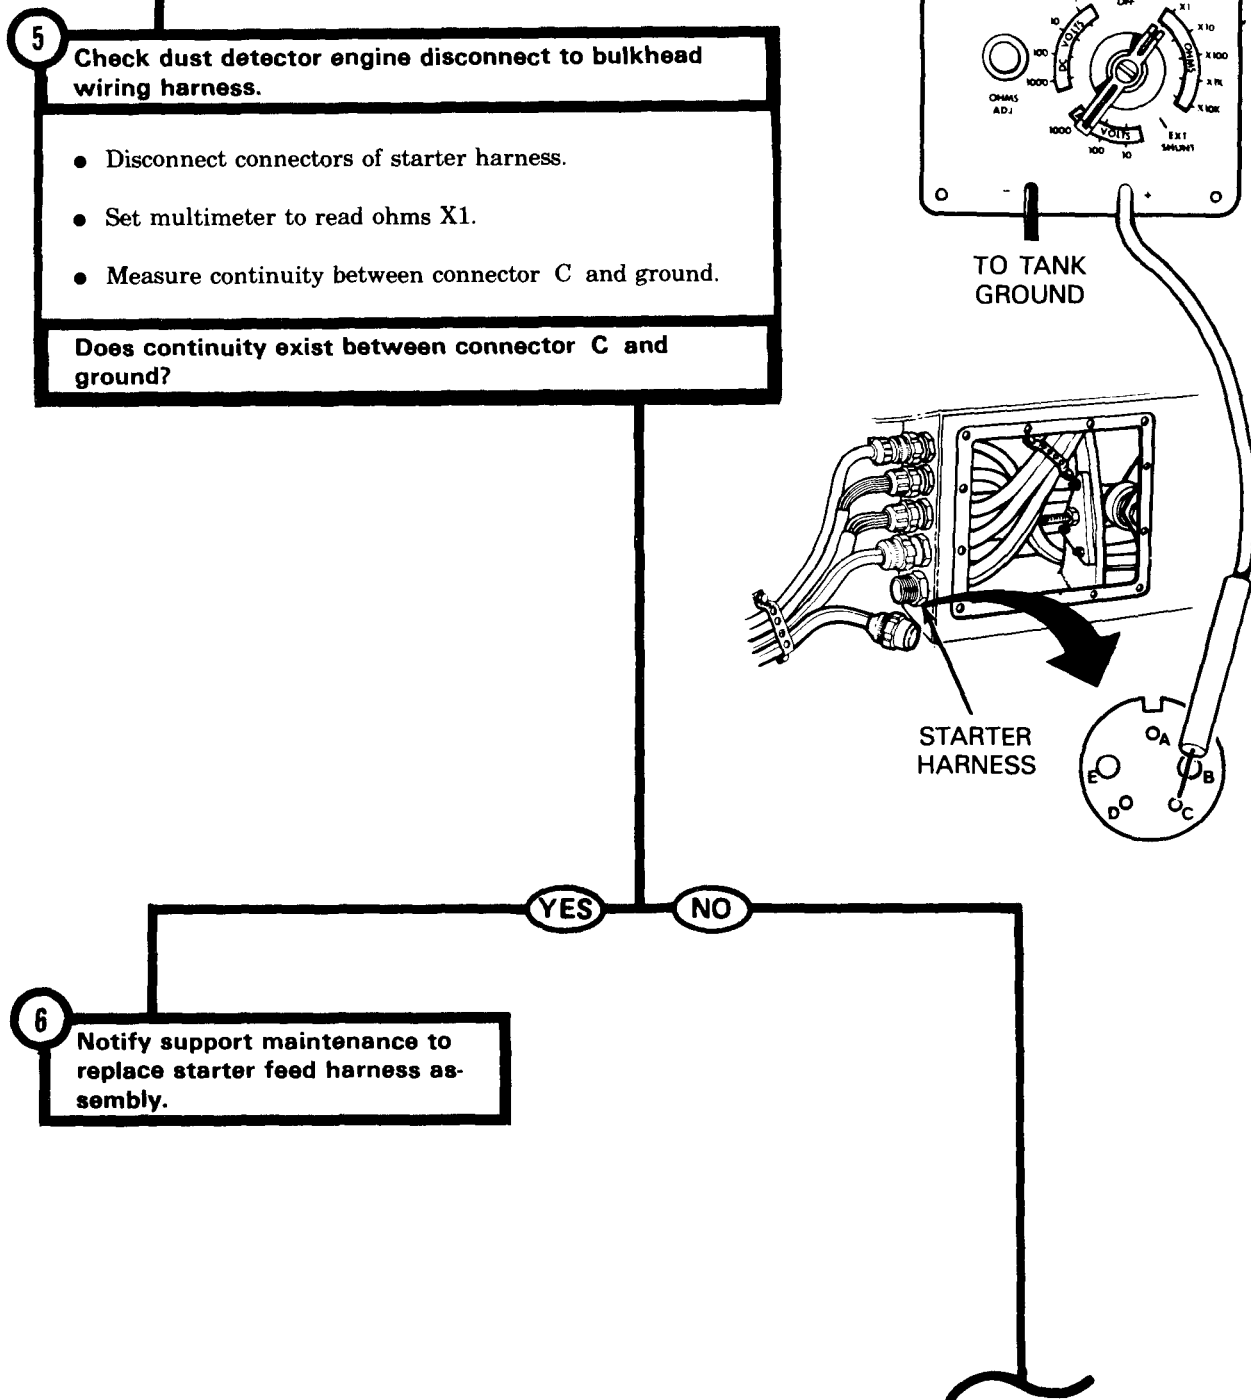 5
Check dust detector engine disconnect to bulkhead
wiring harness.
● Disconnect connectors of starter harness.
● Set multimeter to read ohms X1.
● Measure continuity between connector C and ground.
Does continuity exist between connector C and
ground?
X1
10
X10
DC VOLTS
OHMS
100
X100
1000
X1K
X10K
OHMS
ADJ
1000
VOLTS
100
10
EXT
SHUNT
-
+
TO TANK
GROUND
STARTER
HARNESS
A
E
B
D
C
YES
NO
6
Notify support maintenance to
replace starter feed harness as-
sembly.